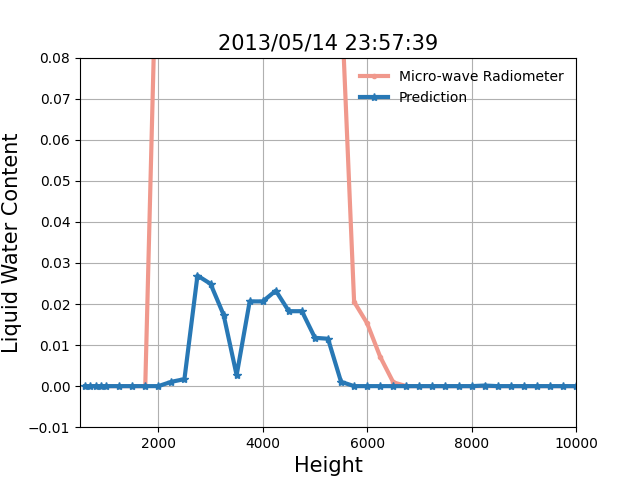 2013/05/14 23:57:39
Liquid Water Content
0.08
0.07
0.06
0.05
0.04
0.03
0.02
0.01
0.00
−0.01
Micro-wave Radiometer
Prediction
2000 4000 6000 8000 10000
Height